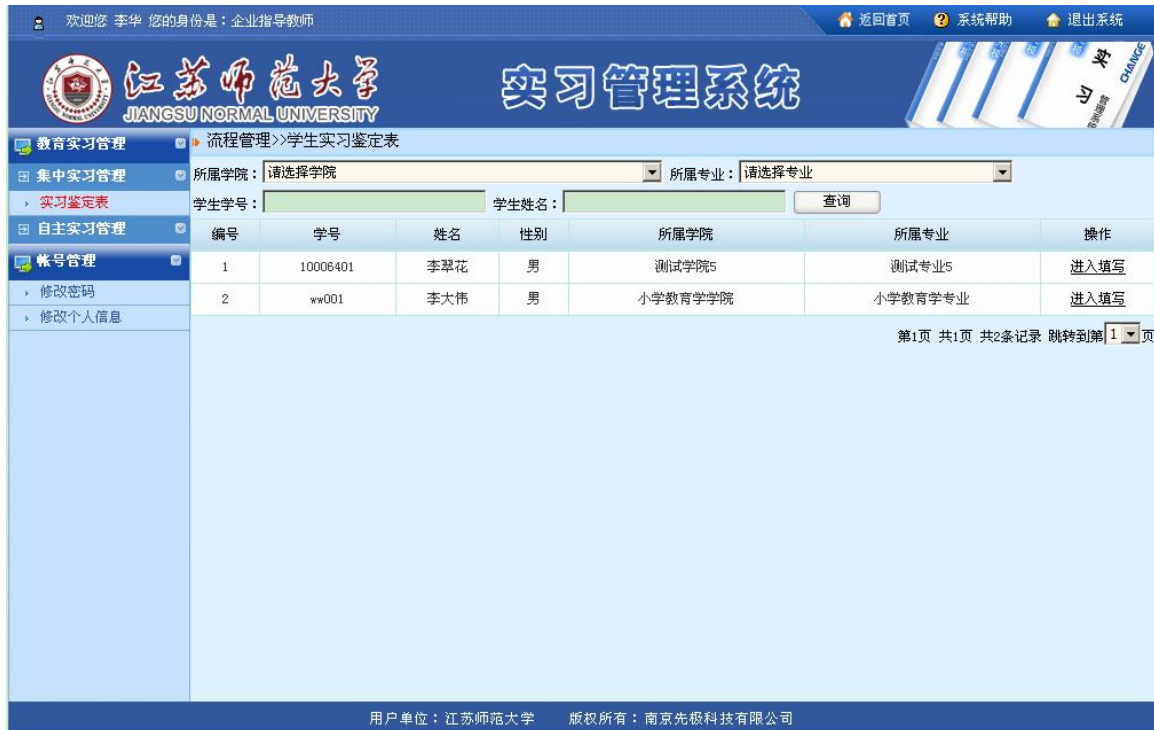 欢迎您 李华 您的身份是：企业指导教师 返回首页 系统帮助 退出系统
江苏师范大学
JIANGSU NORMAL UNIVERSITY
实习管理系统
实习
管理系统
CHANGE
教育实习管理
集中实习管理
实习鉴定表
自主实习管理
帐号管理
修改密码
修改个人信息
流程管理>>学生实习鉴定表
所属学院： 请选择学院 所属专业： 请选择专业
学生学号： 学生姓名： 查询
编号 学号 姓名 性别 所属学院 所属专业 操作
1 10006401 李翠花 男 测试学院5 测试专业5 进入填写
2 ww001 李大伟 男 小学教育学学院 小学教育学专业 进入填写
第1页 共1页 共2条记录 跳转到第 1 页
用户单位：江苏师范大学 版权所有：南京先极科技有限公司